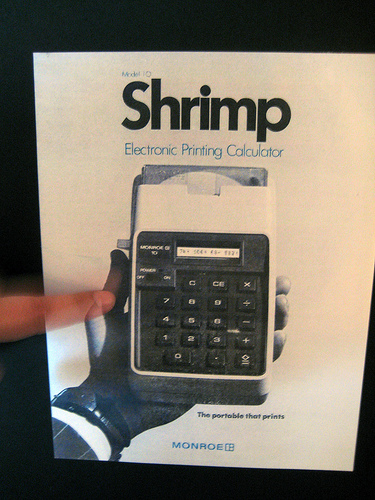 Model 10
Shrimp
Electronic Printing Calculator
MONROE
10
POWER
OFF ON
C CE X
7 8 9 ÷
4 5 6 −
1 2 3 +
0 .
The portable that prints
MONROE